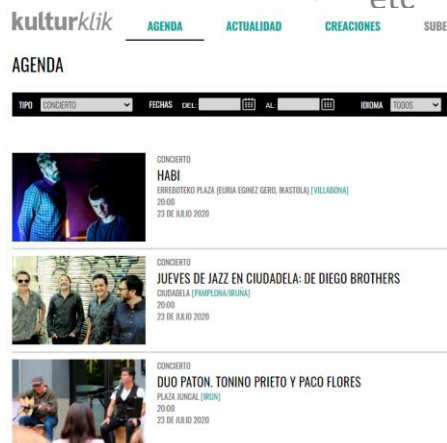 etc
kulturklik AGENDA ACTUALIDAD CREACIONES SUBE
AGENDA
TIPO CONCIERTO FECHAS DEL: AL: IDIOMA TODOS
CONCIERTO
HABI
ERREBOTEKO PLAZA (EURIA EGINEZ GERO, IKASTOLA) [VILLABONA]
20:00
23 DE JULIO 2020
CONCIERTO
JUEVES DE JAZZ EN CIUDADELA: DE DIEGO BROTHERS
CIUDADELA [PAMPLONA/IRUÑA]
20:00
23 DE JULIO 2020
CONCIERTO
DUO PATON. TONINO PRIETO Y PACO FLORES
PLAZA JUNCAL [IRUN]
20:00
23 DE JULIO 2020